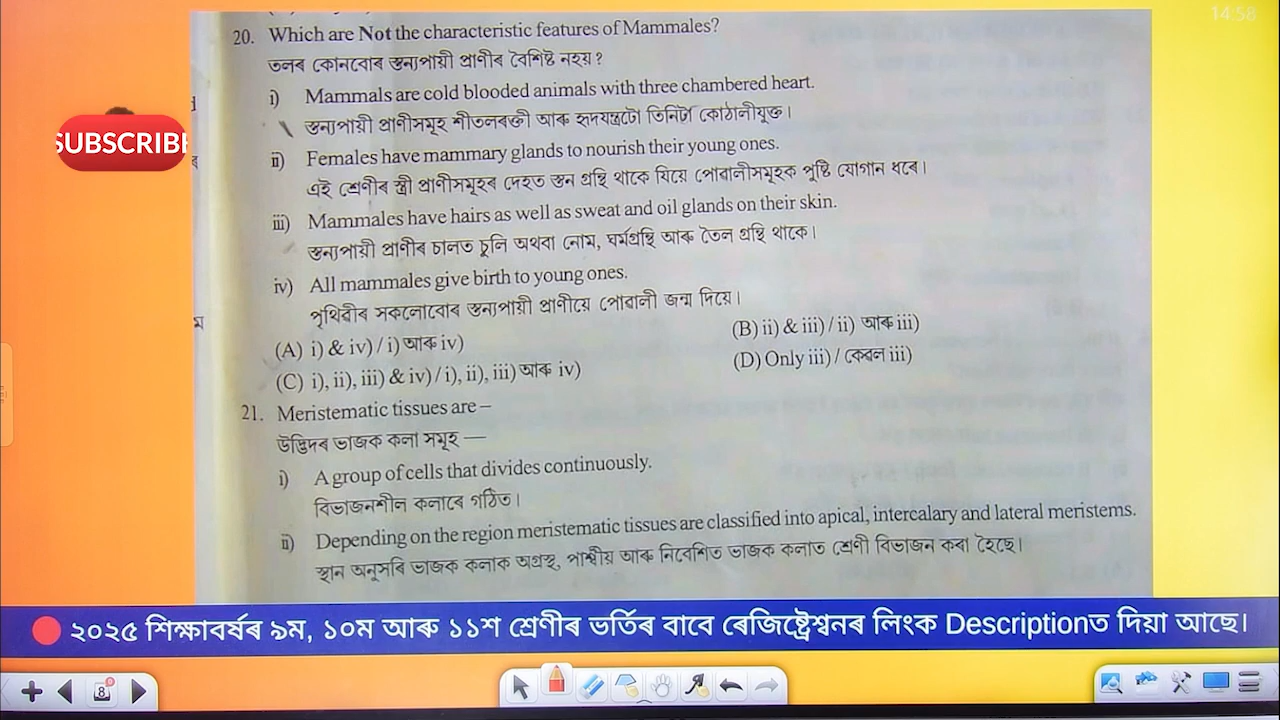 14:58
20. Which are Not the characteristic features of Mammales?
তলৰ কোনবোৰ স্তন্যপায়ী প্ৰাণীৰ বৈশিষ্ট নহয়?
i) Mammals are cold blooded animals with three chambered heart.
স্তন্যপায়ী প্ৰাণীসমূহ শীতলৰক্তী আৰু হৃদযন্ত্ৰটো তিনিটা কোঠালীযুক্ত।
SUBSCRIBE
ii) Females have mammary glands to nourish their young ones.
এই শ্ৰেণীৰ স্ত্ৰী প্ৰাণীসমূহৰ দেহত স্তন গ্ৰন্থি থাকে যিয়ে পোৱালীসমূহক পুষ্টি যোগান ধৰে।
iii) Mammales have hairs as well as sweat and oil glands on their skin.
স্তন্যপায়ী প্ৰাণীৰ চালত চুলি অথবা নোম, ঘৰ্মগ্ৰন্থি আৰু তৈল গ্ৰন্থি থাকে।
iv) All mammales give birth to young ones.
পৃথিৱীৰ সকলোবোৰ স্তন্যপায়ী প্ৰাণীয়ে পোৱালী জন্ম দিয়ে।
(A) i) & iv) / i) আৰু iv) (B) ii) & iii) / ii) আৰু iii)
(C) i), ii), iii) & iv) / i), ii), iii) আৰু iv) (D) Only iii) / কেৱল iii)
21. Meristematic tissues are –
উদ্ভিদৰ ভাজক কলা সমূহ —
i) A group of cells that divides continuously.
বিভাজনশীল কলাৰে গঠিত।
ii) Depending on the region meristematic tissues are classified into apical, intercalary and lateral meristems.
স্থান অনুসৰি ভাজক কলাক অগ্ৰস্থ, পাৰ্শ্বীয় আৰু নিবেশিত ভাজক কলাত শ্ৰেণী বিভাজন কৰা হৈছে।
২০২৫ শিক্ষাবৰ্ষৰ ৯ম, ১০ম আৰু ১১শ শ্ৰেণীৰ ভৰ্তিৰ বাবে ৰেজিষ্ট্ৰেশ্বনৰ লিংক Descriptionত দিয়া আছে।
8